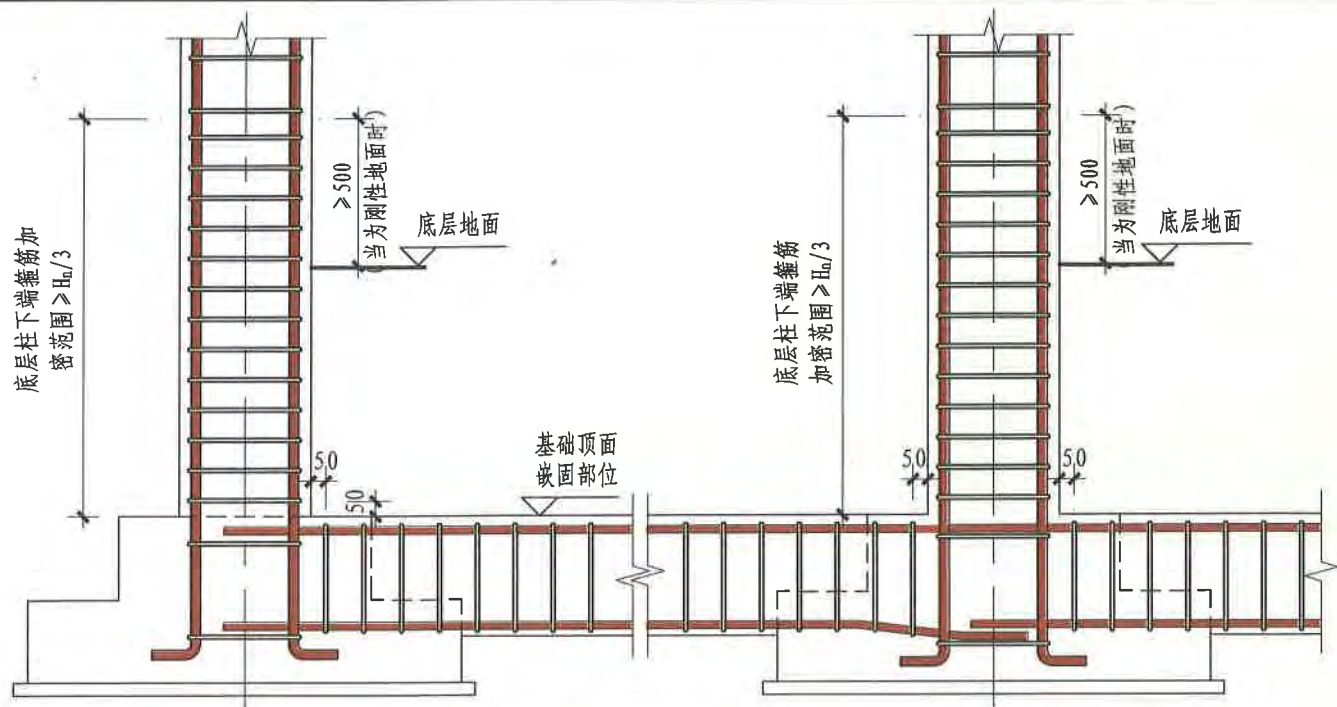 底层柱下端箍筋加
密范围≥Hn/3
≥500
当为刚性地面时)
底层地面
50
50
基础顶面
嵌固部位
底层柱下端箍筋
加密范围≥Hn/3
50
50
≥500
当为刚性地面时)
底层地面